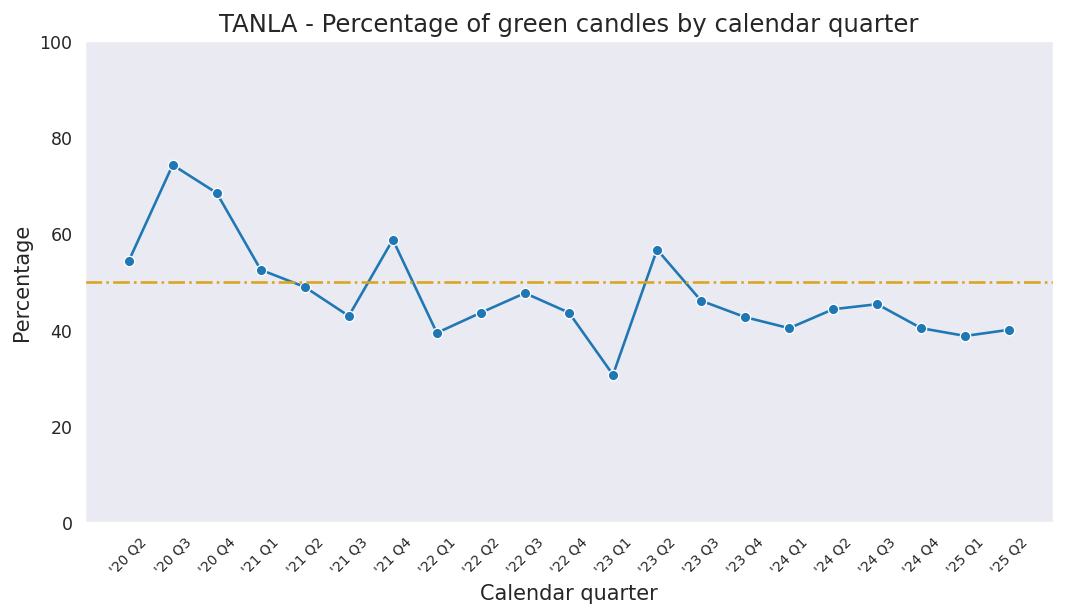 TANLA - Percentage of green candles by calendar quarter
Percentage
100
80
60
40
20
0
'20 Q2
'20 Q3
'20 Q4
'21 Q1
'21 Q2
'21 Q3
'21 Q4
'22 Q1
'22 Q2
'22 Q3
'22 Q4
'23 Q1
'23 Q2
'23 Q3
'23 Q4
'24 Q1
'24 Q2
'24 Q3
'24 Q4
'25 Q1
'25 Q2
Calendar quarter